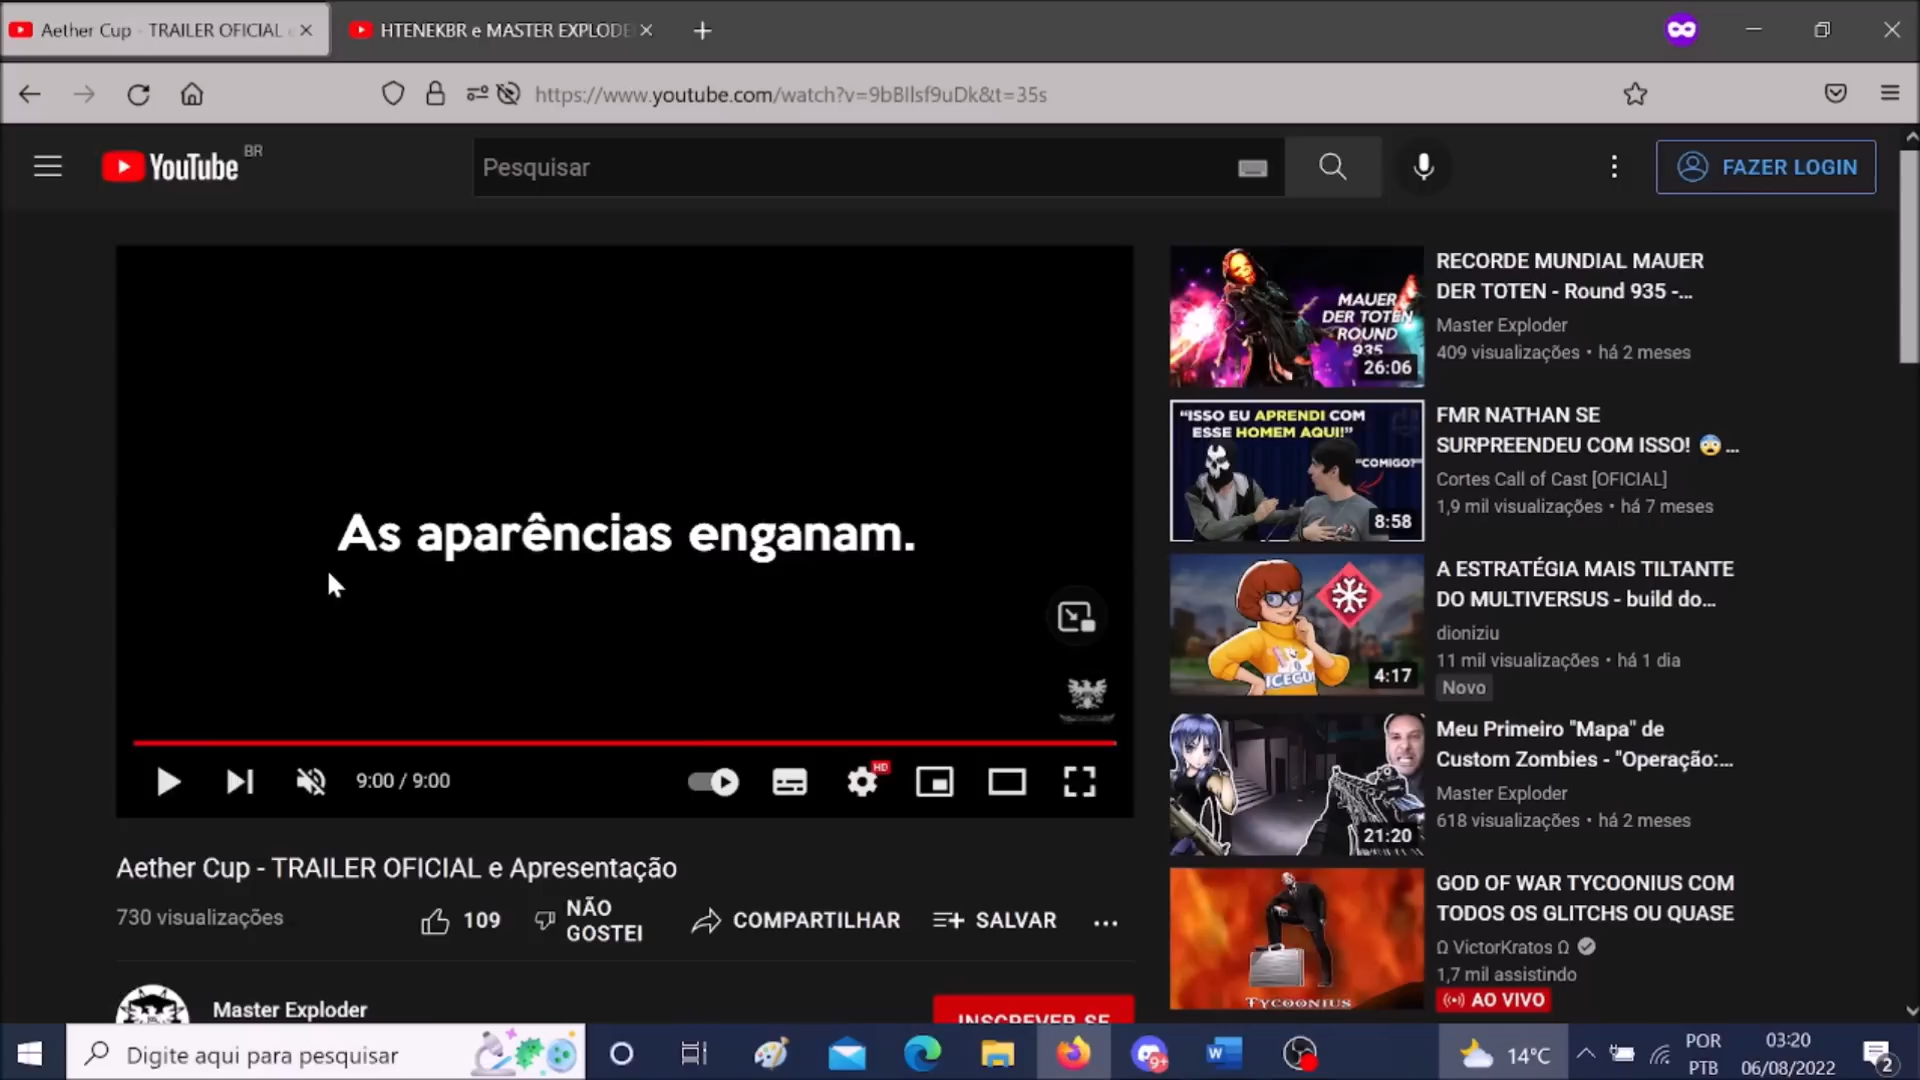 Aether Cup - TRAILER OFICIAL
HTENEKBR e MASTER EXPLODE
https://www.youtube.com/watch?v=9bBIlsf9uDk&t=35s
YouTube BR
Pesquisar
FAZER LOGIN
As aparências enganam.
9:00 / 9:00
HD
Aether Cup - TRAILER OFICIAL e Apresentação
730 visualizações
109
NÃO
GOSTEI
COMPARTILHAR
SALVAR
Master Exploder
INSCREVER-SE
MAUER
DER TOTEN
ROUND
935
26:06
RECORDE MUNDIAL MAUER
DER TOTEN - Round 935 -...
Master Exploder
409 visualizações • há 2 meses
"ISSO EU APRENDI COM
ESSE HOMEM AQUI!"
"COMIGO?"
8:58
FMR NATHAN SE
SURPREENDEU COM ISSO! 😨 ...
Cortes Call of Cast [OFICIAL]
1,9 mil visualizações • há 7 meses
4:17
A ESTRATÉGIA MAIS TILTANTE
DO MULTIVERSUS - build do...
dioniziu
11 mil visualizações • há 1 dia
Novo
21:20
Meu Primeiro "Mapa" de
Custom Zombies - "Operação:...
Master Exploder
618 visualizações • há 2 meses
TYCOONIUS
GOD OF WAR TYCOONIUS COM
TODOS OS GLITCHS OU QUASE
Ω VictorKratos Ω
1,7 mil assistindo
AO VIVO
Digite aqui para pesquisar
9+
14°C
POR
PTB
03:20
06/08/2022
2